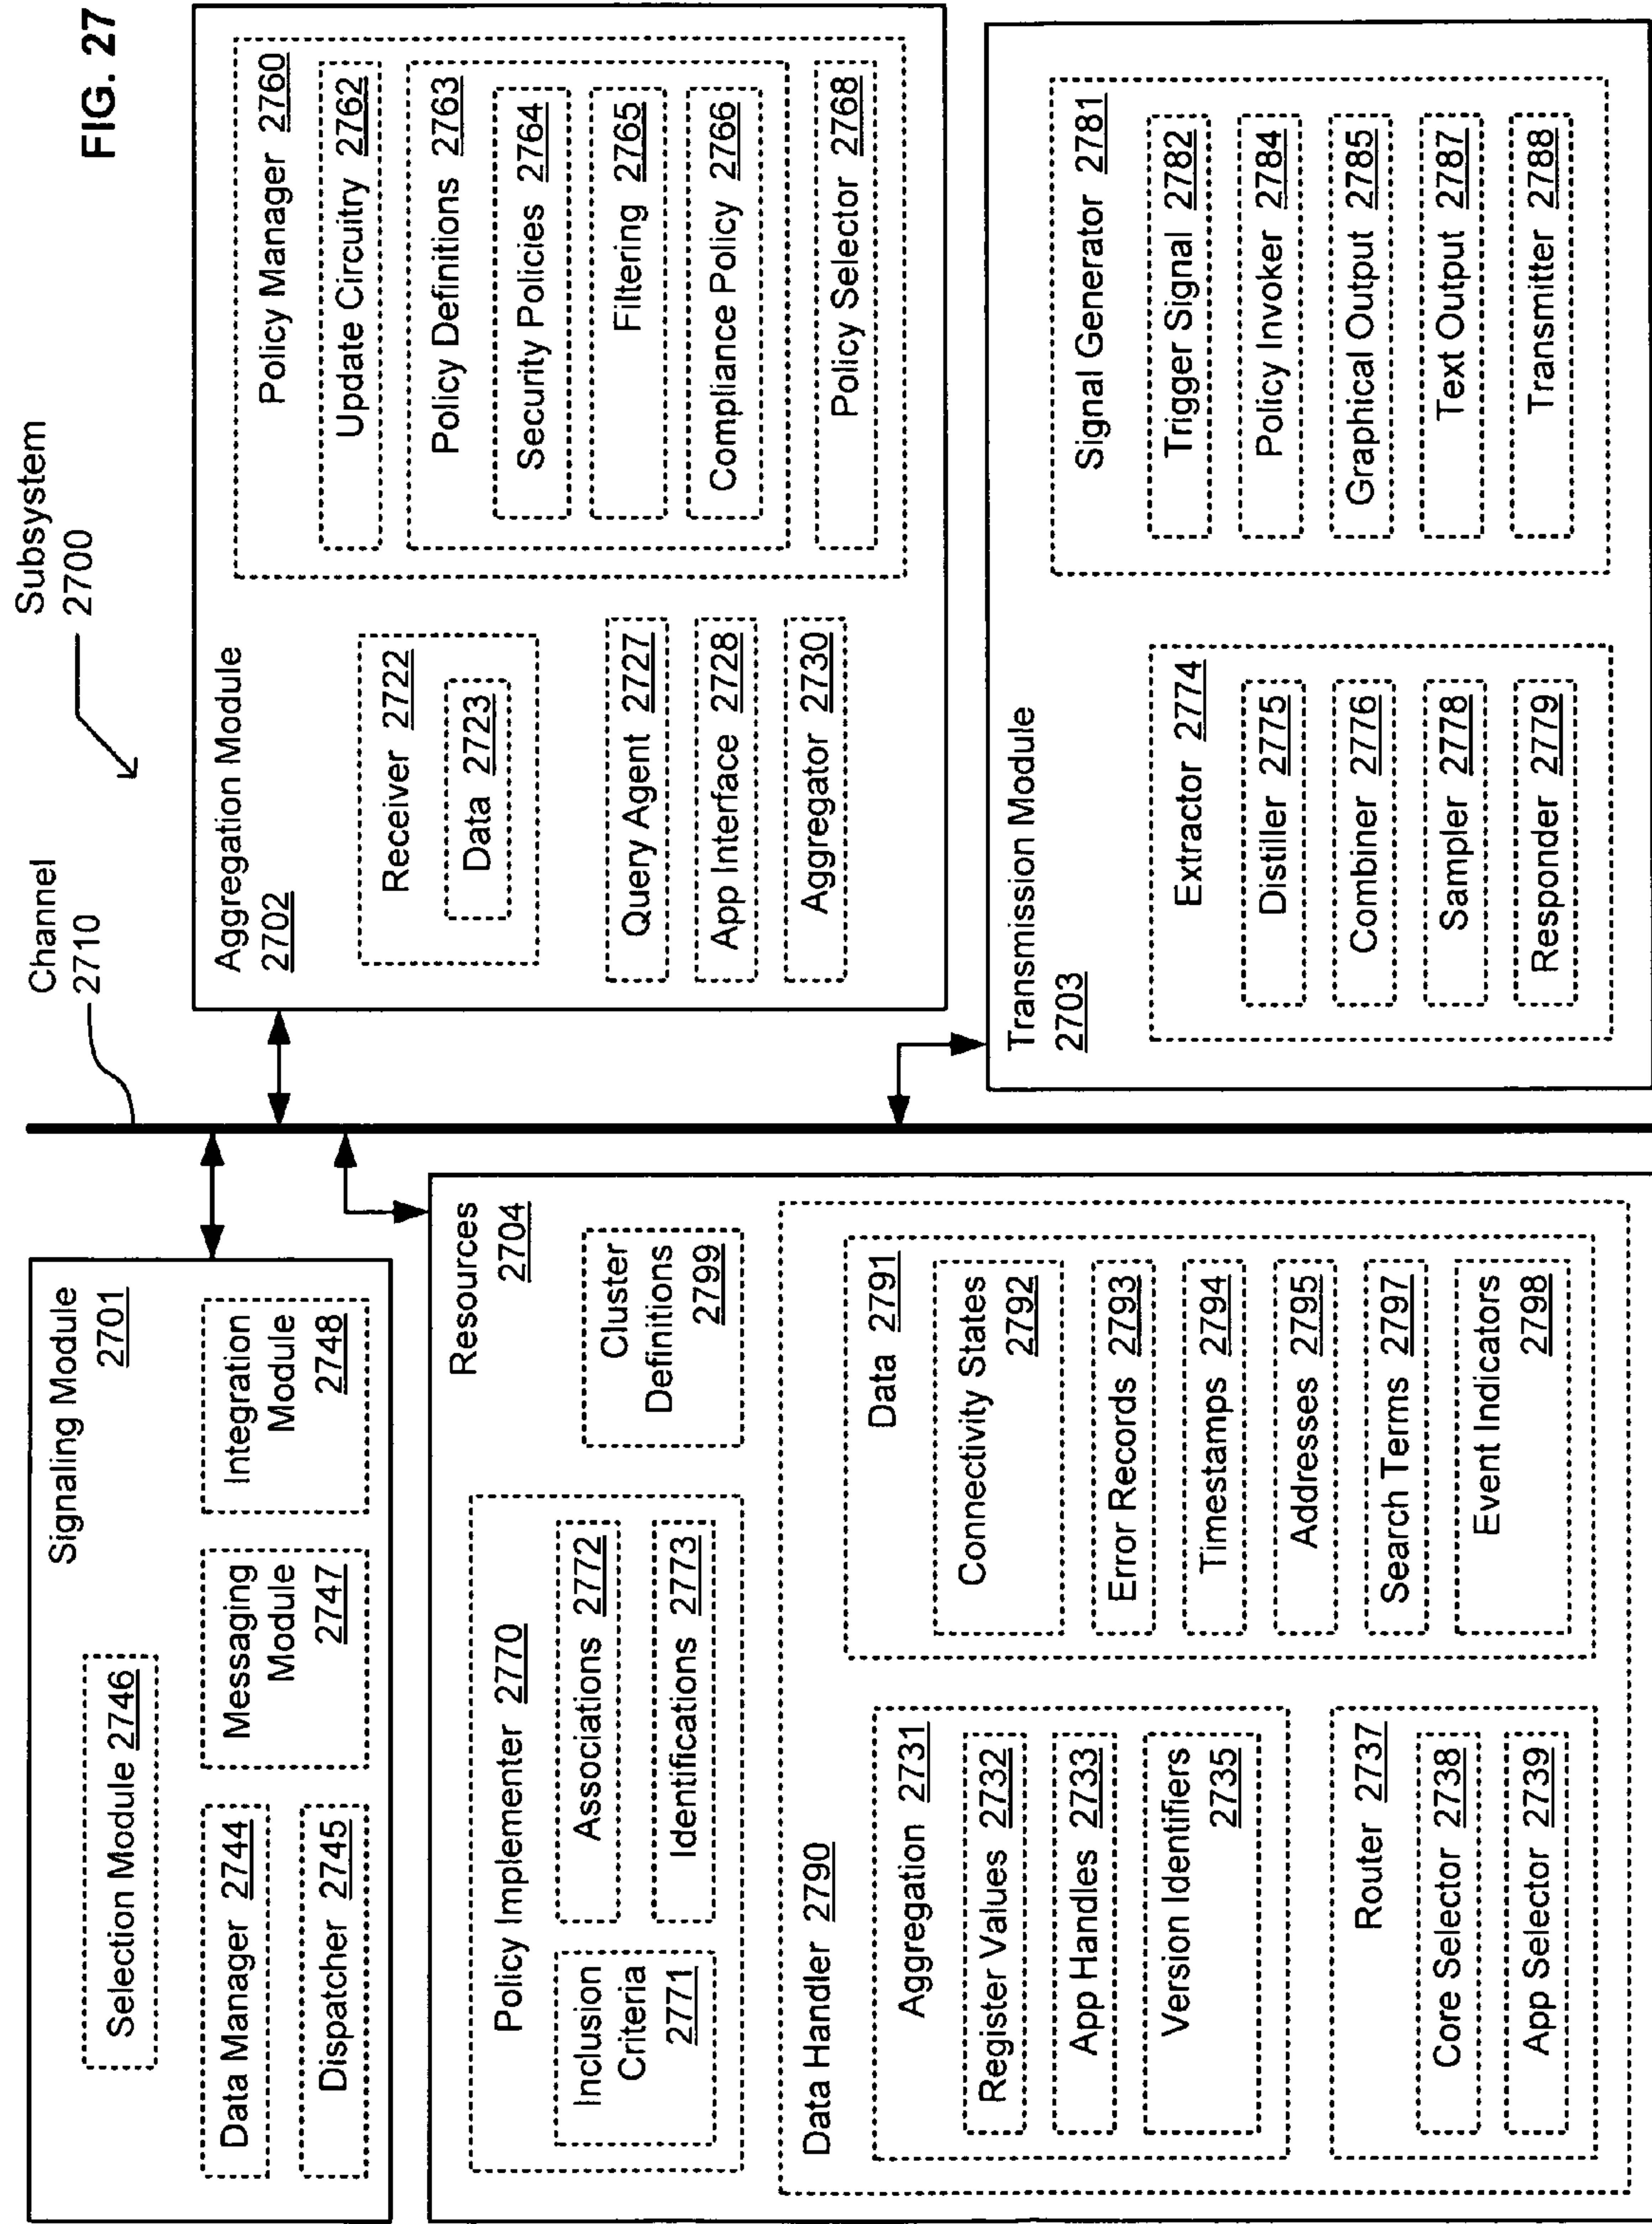 FIG. 27
Subsystem
2700
Channel
2710
Signaling Module
2701
Selection Module 2746
Data Manager 2744
Dispatcher 2745
Messaging
Module
2747
Integration
Module
2748
Aggregation Module
2702
Receiver 2722
Data 2723
Query Agent 2727
App Interface 2728
Aggregator 2730
Policy Manager 2760
Update Circuitry 2762
Policy Definitions 2763
Security Policies 2764
Filtering 2765
Compliance Policy 2766
Policy Selector 2768
Resources
2704
Policy Implementer 2770
Inclusion
Criteria
2771
Associations 2772
Identifications 2773
Cluster
Definitions
2799
Data Handler 2790
Aggregation 2731
Register Values 2732
App Handles 2733
Version Identifiers
2735
Router 2737
Core Selector 2738
App Selector 2739
Data 2791
Connectivity States
2792
Error Records 2793
Timestamps 2794
Addresses 2795
Search Terms 2797
Event Indicators
2798
Transmission Module
2703
Extractor 2774
Distiller 2775
Combiner 2776
Sampler 2778
Responder 2779
Signal Generator 2781
Trigger Signal 2782
Policy Invoker 2784
Graphical Output 2785
Text Output 2787
Transmitter 2788